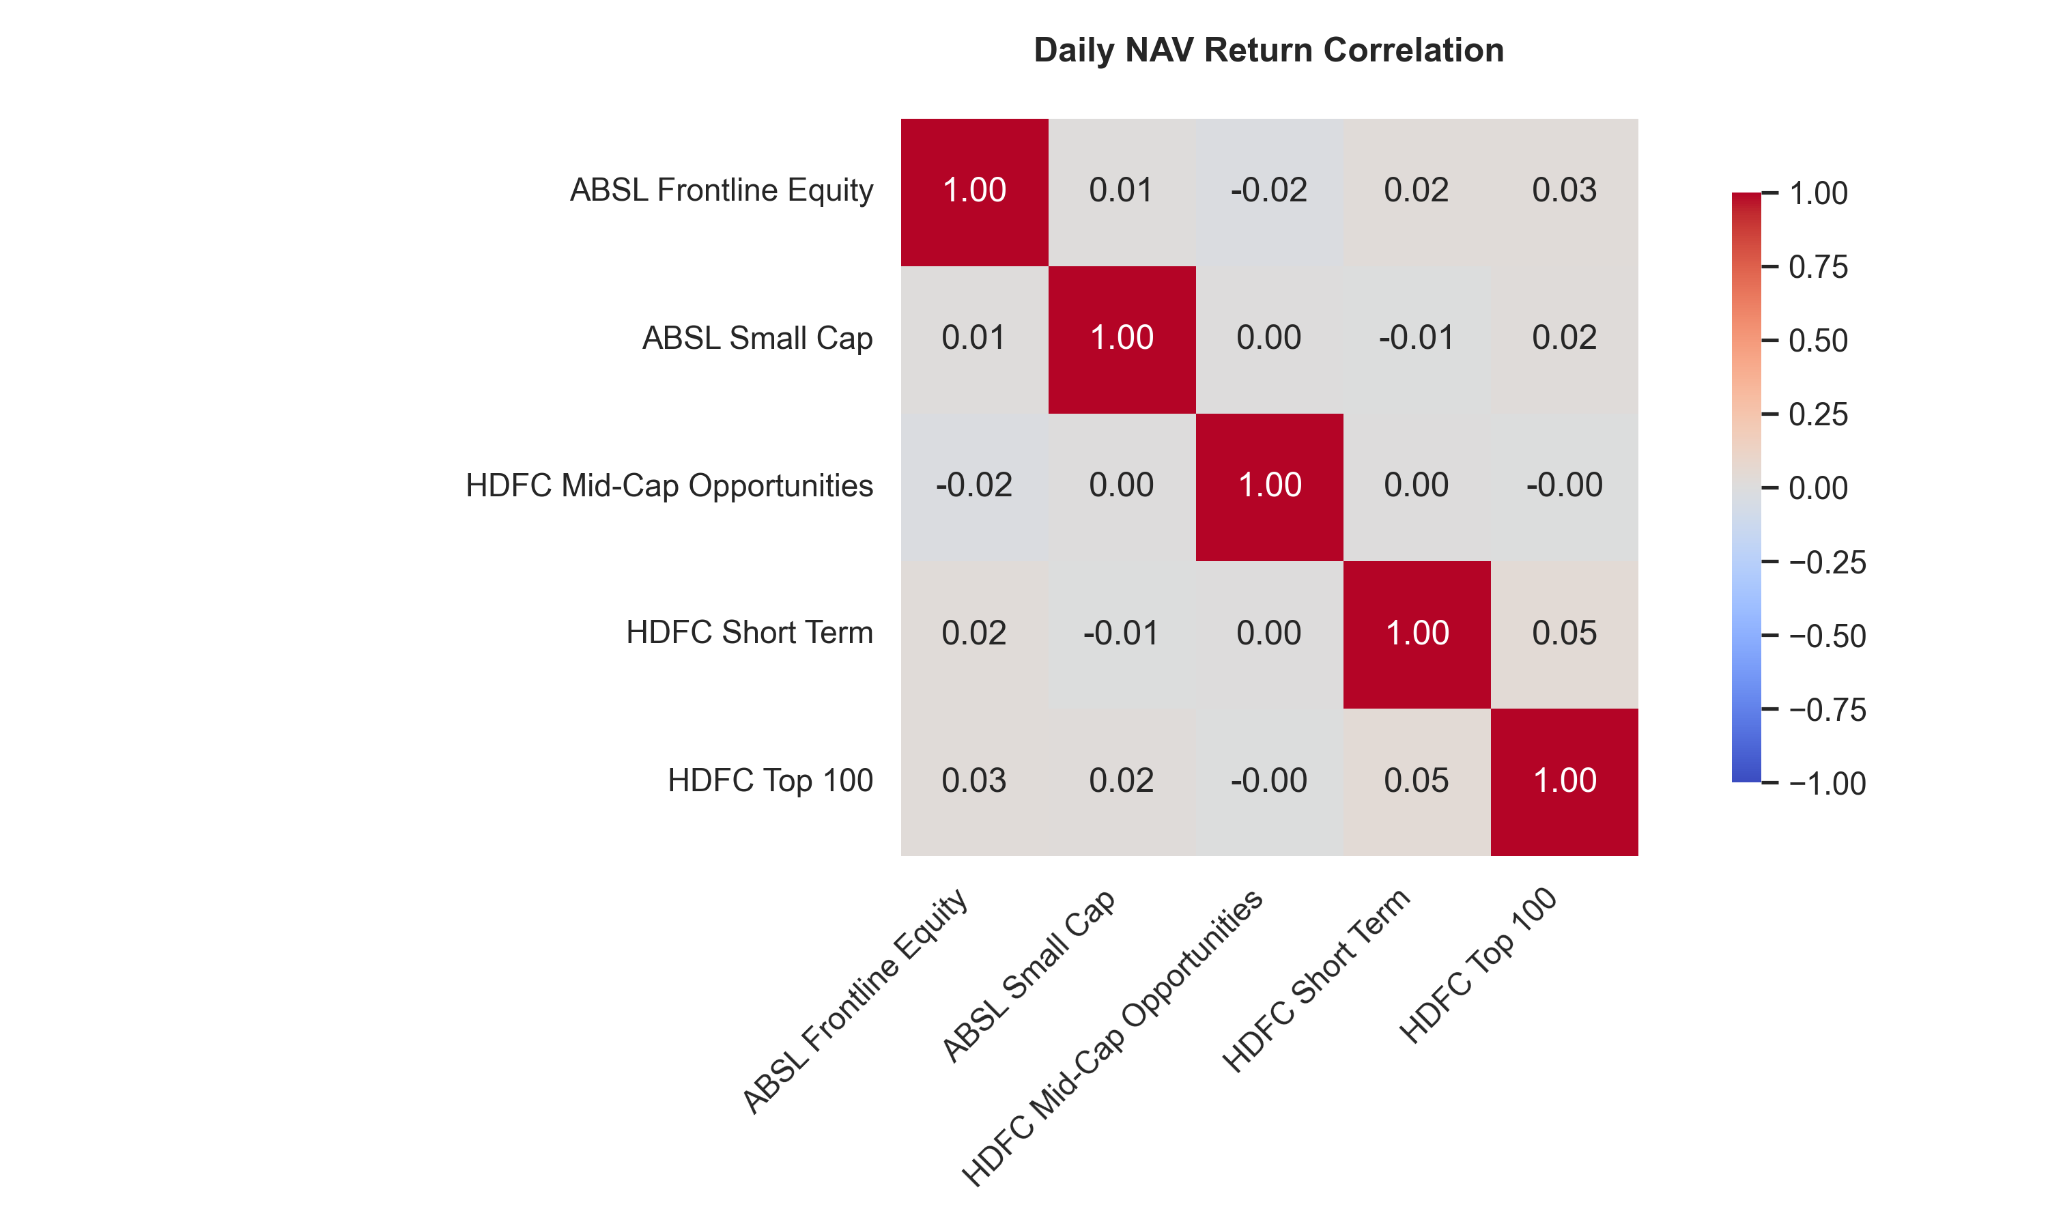 Daily NAV Return Correlation
ABSL Frontline Equity 1.00 0.01 -0.02 0.02 0.03
ABSL Small Cap 0.01 1.00 0.00 -0.01 0.02
HDFC Mid-Cap Opportunities -0.02 0.00 1.00 0.00 -0.00
HDFC Short Term 0.02 -0.01 0.00 1.00 0.05
HDFC Top 100 0.03 0.02 -0.00 0.05 1.00
ABSL Frontline Equity
ABSL Small Cap
HDFC Mid-Cap Opportunities
HDFC Short Term
HDFC Top 100
1.00
0.75
0.50
0.25
0.00
−0.25
−0.50
−0.75
−1.00